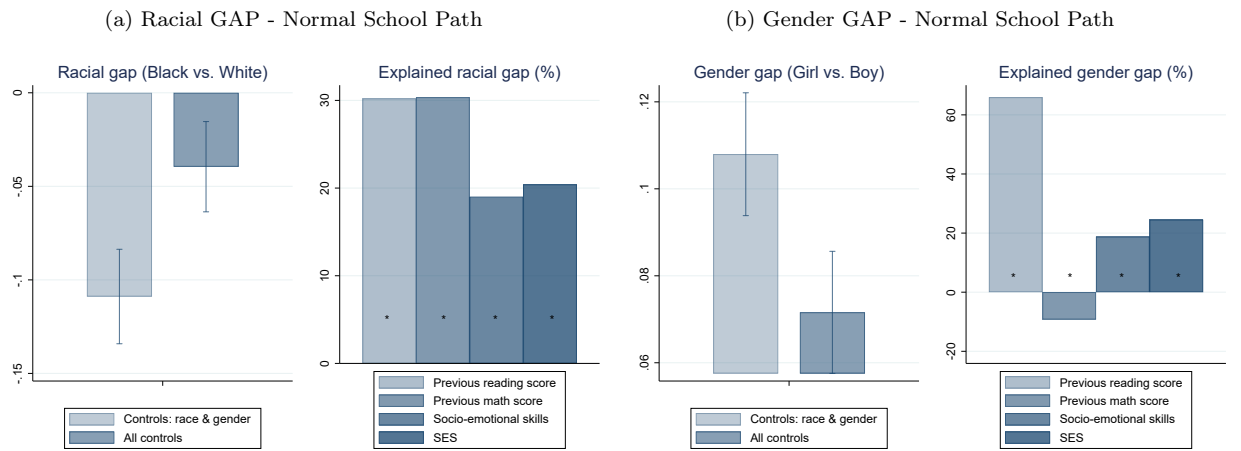 (a) Racial GAP - Normal School Path
Racial gap (Black vs. White)
0
-.05
-.1
-.15
Controls: race & gender
All controls
Explained racial gap (%)
30
20
10
0
* * * *
Previous reading score
Previous math score
Socio-emotional skills
SES
(b) Gender GAP - Normal School Path
Gender gap (Girl vs. Boy)
.12
.1
.08
.06
Controls: race & gender
All controls
Explained gender gap (%)
60
40
20
0
-20
* * * *
Previous reading score
Previous math score
Socio-emotional skills
SES